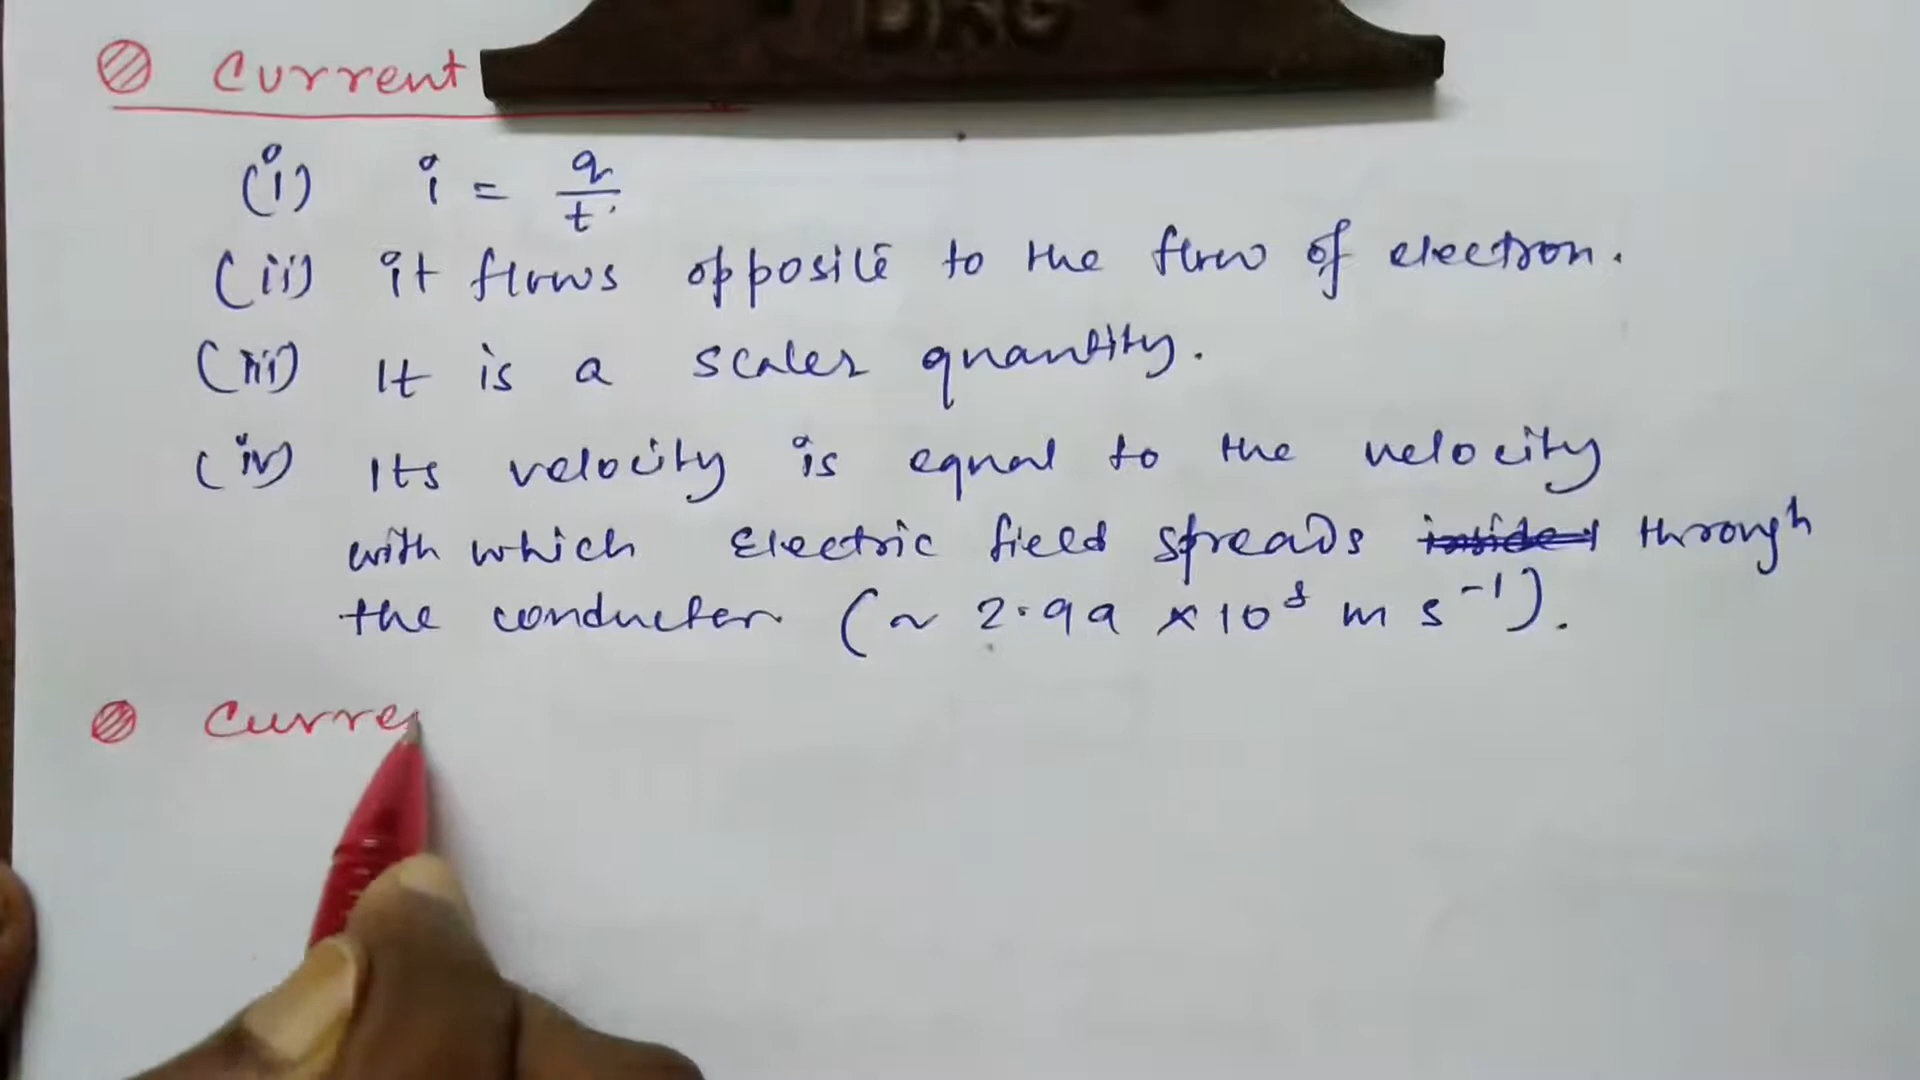 Current
(i) i = q/t
(ii) it flows opposite to the flow of electron.
(iii) It is a scaler quantity.
(iv) Its velocity is equal to the velocity
with which Electric field spreads inside through
the conductor (~ 2.99 × 10⁸ m s⁻¹).
Curre